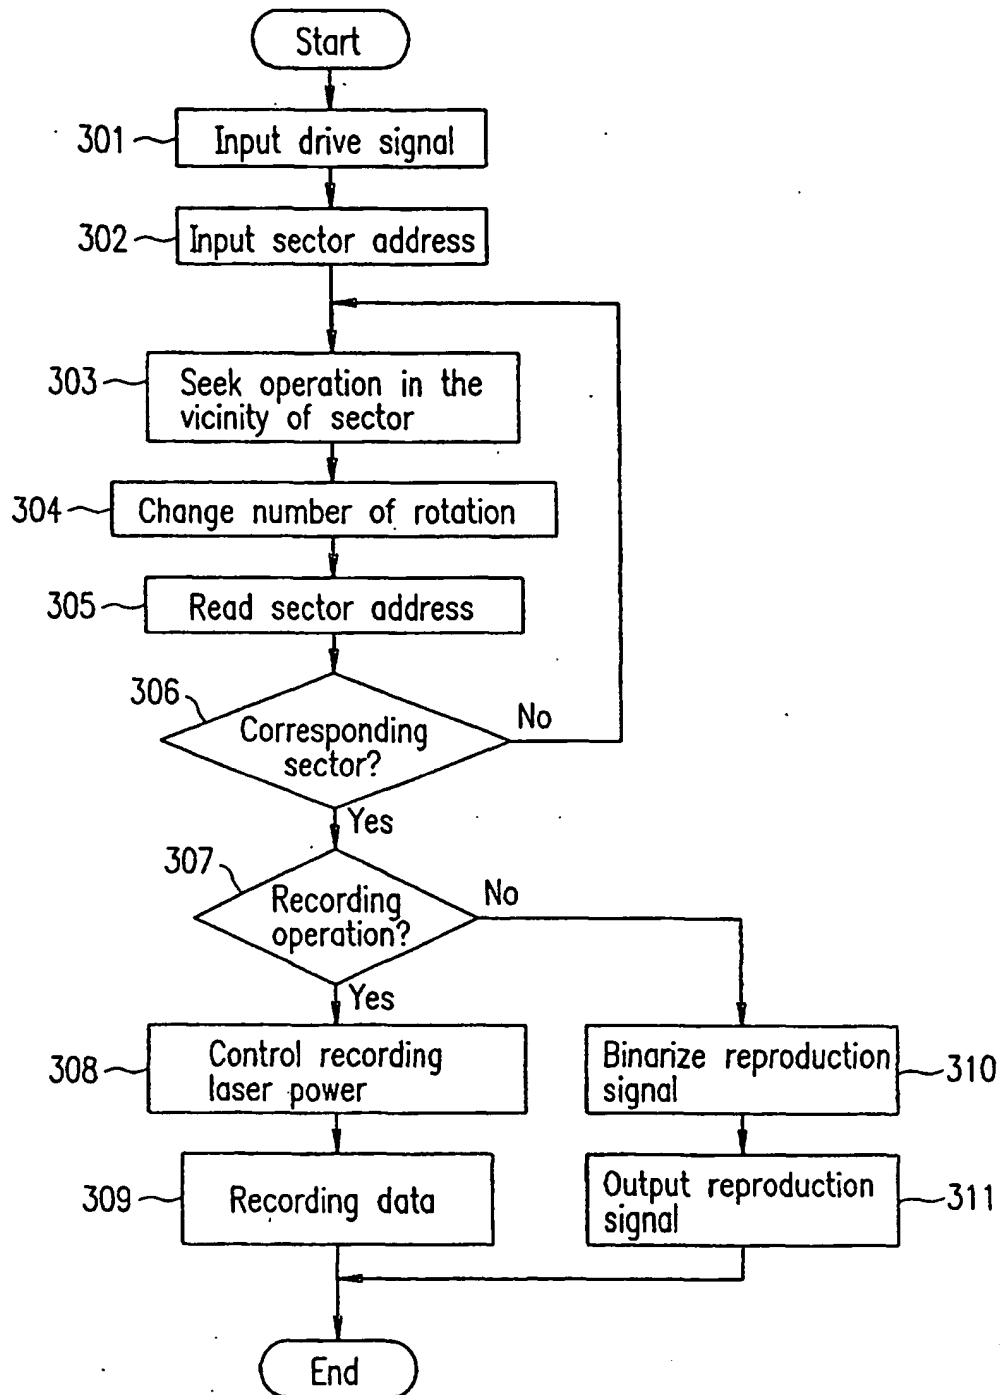 Start
301
Input drive signal
302
Input sector address
303
Seek operation in the
vicinity of sector
304
Change number of rotation
305
Read sector address
306
Corresponding
sector?
No
Yes
307
Recording
operation?
No
Yes
308
Control recording
laser power
Binarize reproduction
signal
310
309
Recording data
Output reproduction
signal
311
End